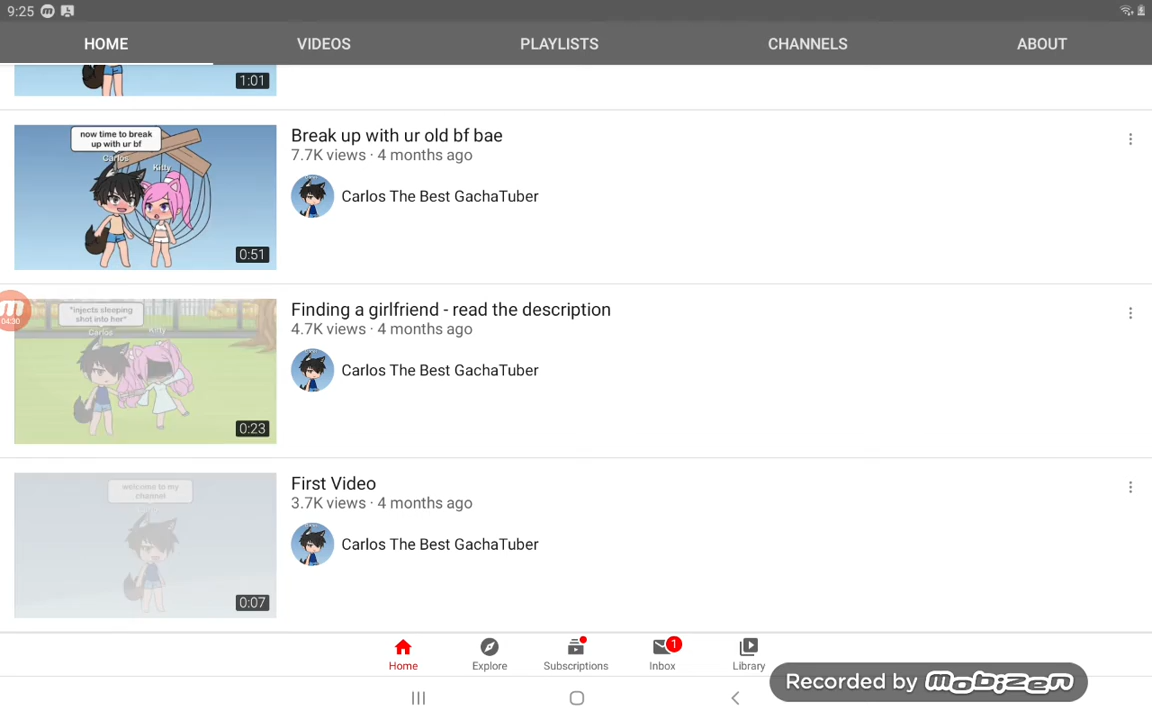 9:25
HOME VIDEOS PLAYLISTS CHANNELS ABOUT
1:01
now time to break
up with ur bf
Carlos
Kitty
0:51
Break up with ur old bf bae
7.7K views · 4 months ago
Carlos The Best GachaTuber
04:30
*injects sleeping
shot into her*
Carlos
Kitty
0:23
Finding a girlfriend - read the description
4.7K views · 4 months ago
Carlos The Best GachaTuber
welcome to my
channel
0:07
First Video
3.7K views · 4 months ago
Carlos The Best GachaTuber
1
Home Explore Subscriptions Inbox Library
Recorded by mobizen